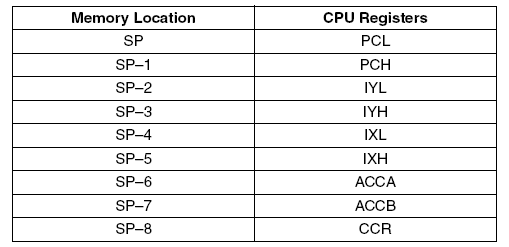 Memory Location CPU Registers
SP PCL
SP–1 PCH
SP–2 IYL
SP–3 IYH
SP–4 IXL
SP–5 IXH
SP–6 ACCA
SP–7 ACCB
SP–8 CCR